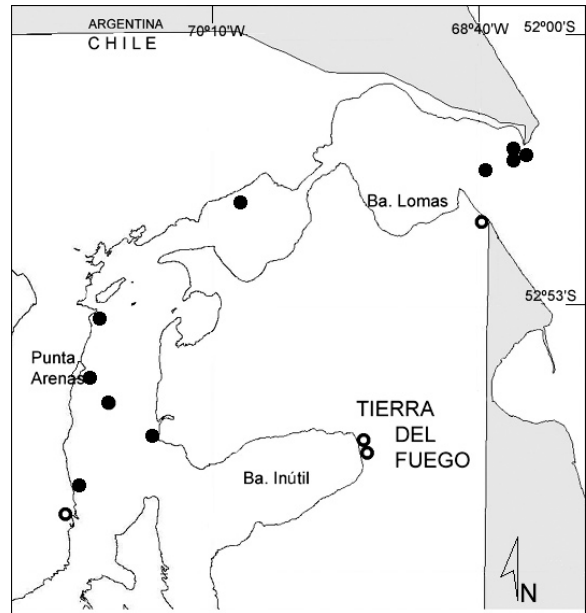 ARGENTINA
CHILE
70º10'W
68º40'W
52º00'S
Ba. Lomas
52º53'S
Punta
Arenas
TIERRA
DEL
FUEGO
Ba. Inútil
N